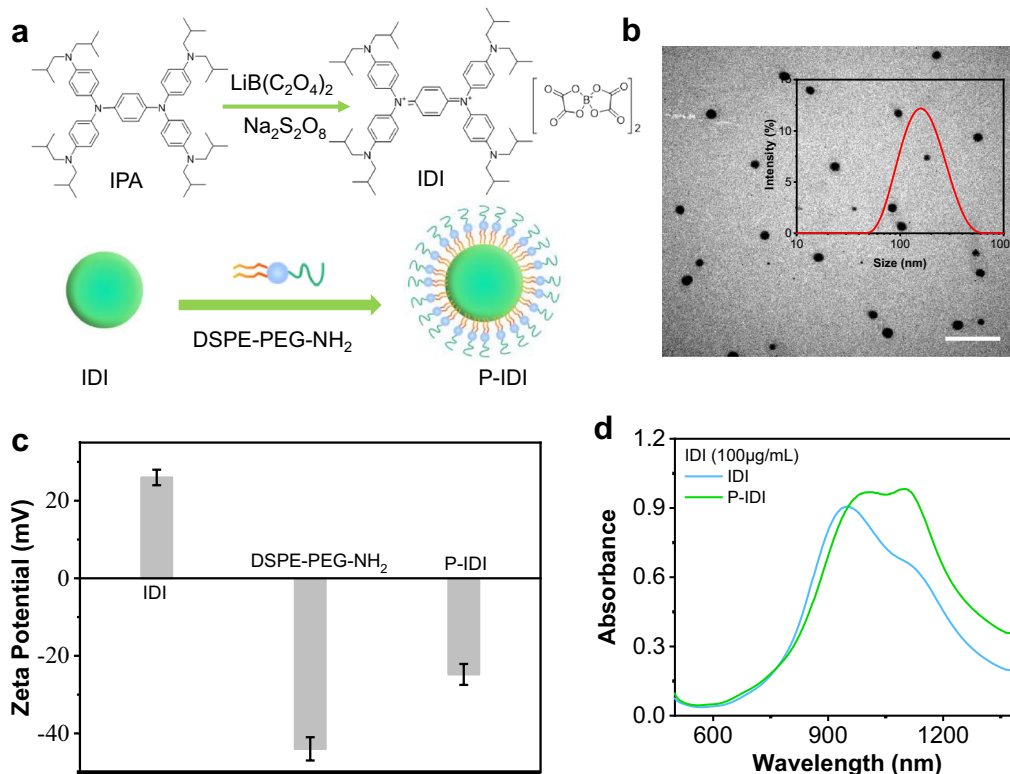 a
IPA
LiB(C₂O₄)₂
Na₂S₂O₈
IDI
2
IDI
DSPE-PEG-NH₂
P-IDI
b
Intensity (%)
15
10
5
0
10
100
100
Size (nm)
c
Zeta Potential (mV)
20
0
-20
-40
IDI
DSPE-PEG-NH₂
P-IDI
d
Absorbance
1.2
0.9
0.6
0.3
0.0
IDI (100μg/mL)
IDI
P-IDI
600
900
1200
Wavelength (nm)